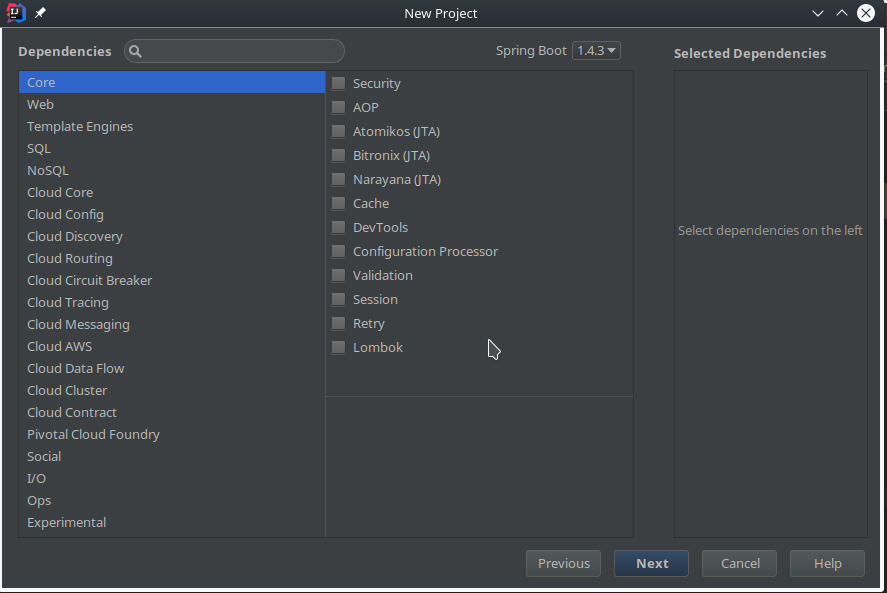 New Project
Dependencies
Spring Boot 1.4.3
Selected Dependencies
Core
Web
Template Engines
SQL
NoSQL
Cloud Core
Cloud Config
Cloud Discovery
Cloud Routing
Cloud Circuit Breaker
Cloud Tracing
Cloud Messaging
Cloud AWS
Cloud Data Flow
Cloud Cluster
Cloud Contract
Pivotal Cloud Foundry
Social
I/O
Ops
Experimental
Security
AOP
Atomikos (JTA)
Bitronix (JTA)
Narayana (JTA)
Cache
DevTools
Configuration Processor
Validation
Session
Retry
Lombok
Select dependencies on the left
Previous
Next
Cancel
Help